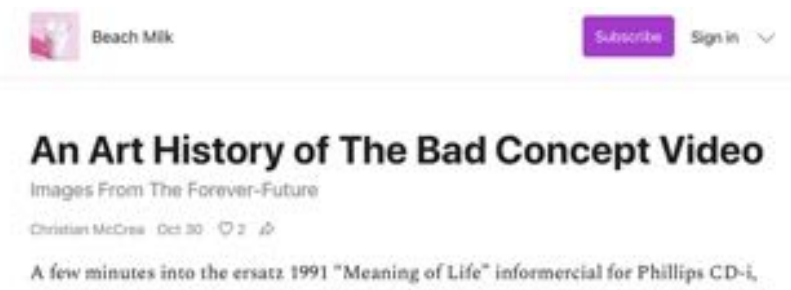 Beach Milk
Subscribe
Sign in
An Art History of The Bad Concept Video
Images From The Forever-Future
Christian McCrea Oct 30 2
A few minutes into the ersatz 1991 "Meaning of Life" informercial for Phillips CD-i,